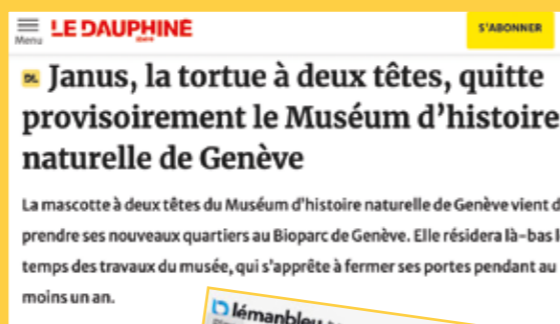 Menu
LE DAUPHINÉ
S'ABONNER
Janus, la tortue à deux têtes, quitte
provisoirement le Muséum d'histoire
naturelle de Genève
La mascotte à deux têtes du Muséum d'histoire naturelle de Genève vient d
prendre ses nouveaux quartiers au Bioparc de Genève. Elle résidera là-bas l
temps des travaux du musée, qui s'apprête à fermer ses portes pendant au
moins un an.
lémanbleu